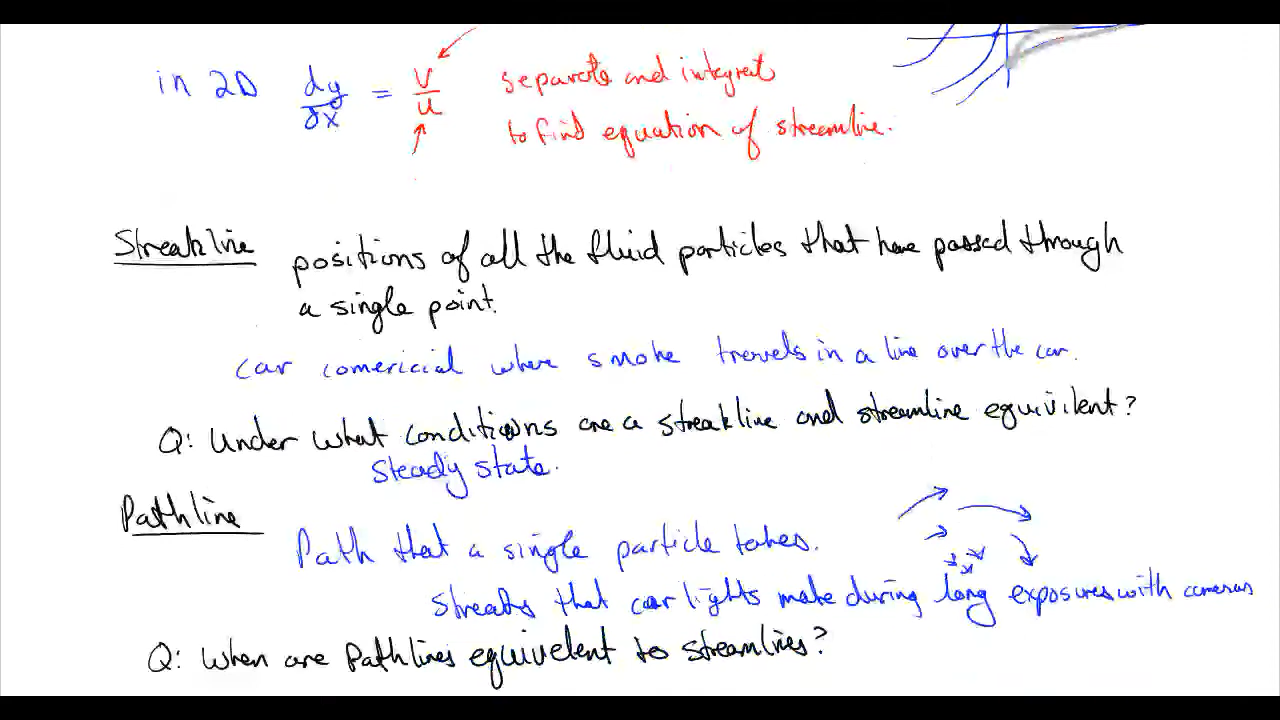 in 2D dy/dx = v/u separate and integrate
to find equation of streamline.
Streakline positions of all the fluid particles that have passed through
a single point.
car comericial where smoke travels in a line over the car.
Q: Under what conditions are a streakline and streamline equivilent?
Steady state.
Pathline
Path that a single particle takes.
streaks that car lights make during long exposures with cameras
Q: When are Pathlines equivelent to streamlines?